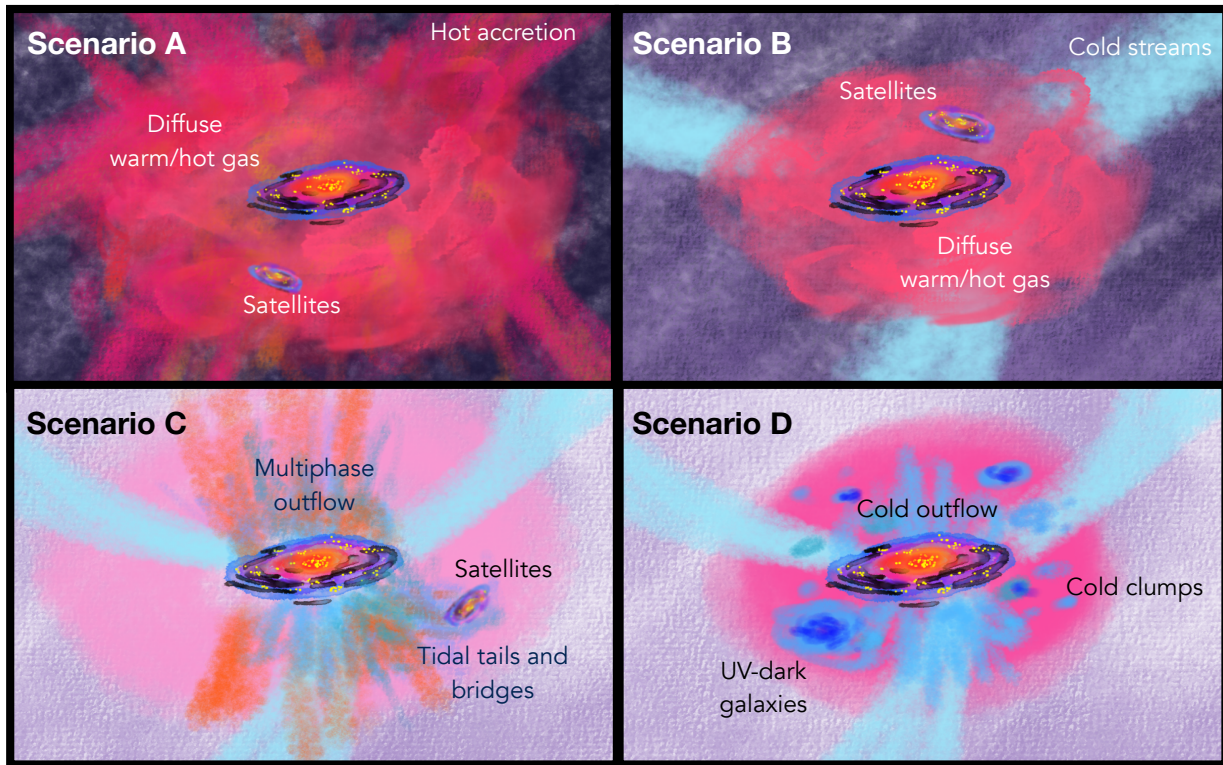 Scenario A
Hot accretion
Diffuse
warm/hot gas
Satellites
Scenario B
Cold streams
Satellites
Diffuse
warm/hot gas
Scenario C
Multiphase
outflow
Satellites
Tidal tails and
bridges
Scenario D
Cold outflow
Cold clumps
UV-dark
galaxies